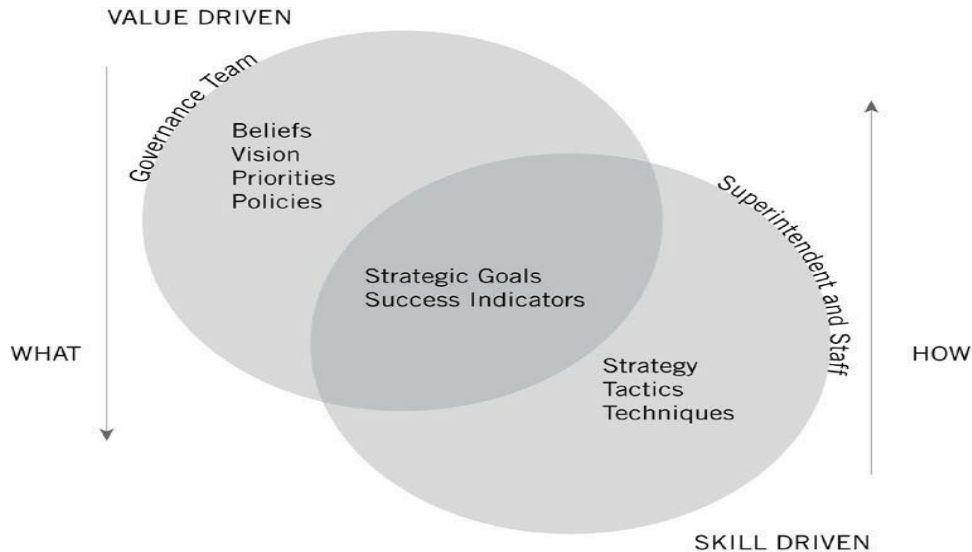 VALUE DRIVEN
Governance Team
Beliefs
Vision
Priorities
Policies
Superintendent and Staff
Strategic Goals
Success Indicators
WHAT
HOW
Strategy
Tactics
Techniques
SKILL DRIVEN